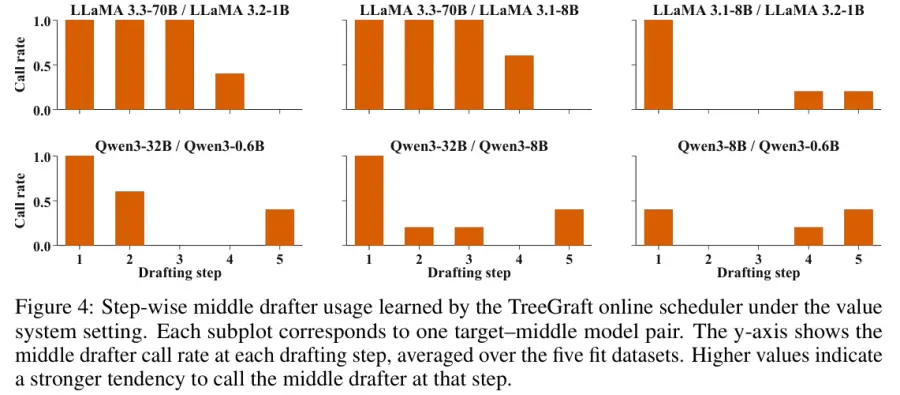 LLaMA 3.3-70B / LLaMA 3.2-1B
LLaMA 3.3-70B / LLaMA 3.1-8B
LLaMA 3.1-8B / LLaMA 3.2-1B
Call rate
1.0
0.5
0.0
Qwen3-32B / Qwen3-0.6B
Qwen3-32B / Qwen3-8B
Qwen3-8B / Qwen3-0.6B
Call rate
1.0
0.5
0.0
1 2 3 4 5
Drafting step
1 2 3 4 5
Drafting step
1 2 3 4 5
Drafting step
Figure 4: Step-wise middle drafter usage learned by the TreeGraft online scheduler under the value
system setting. Each subplot corresponds to one target–middle model pair. The y-axis shows the
middle drafter call rate at each drafting step, averaged over the five fit datasets. Higher values indicate
a stronger tendency to call the middle drafter at that step.